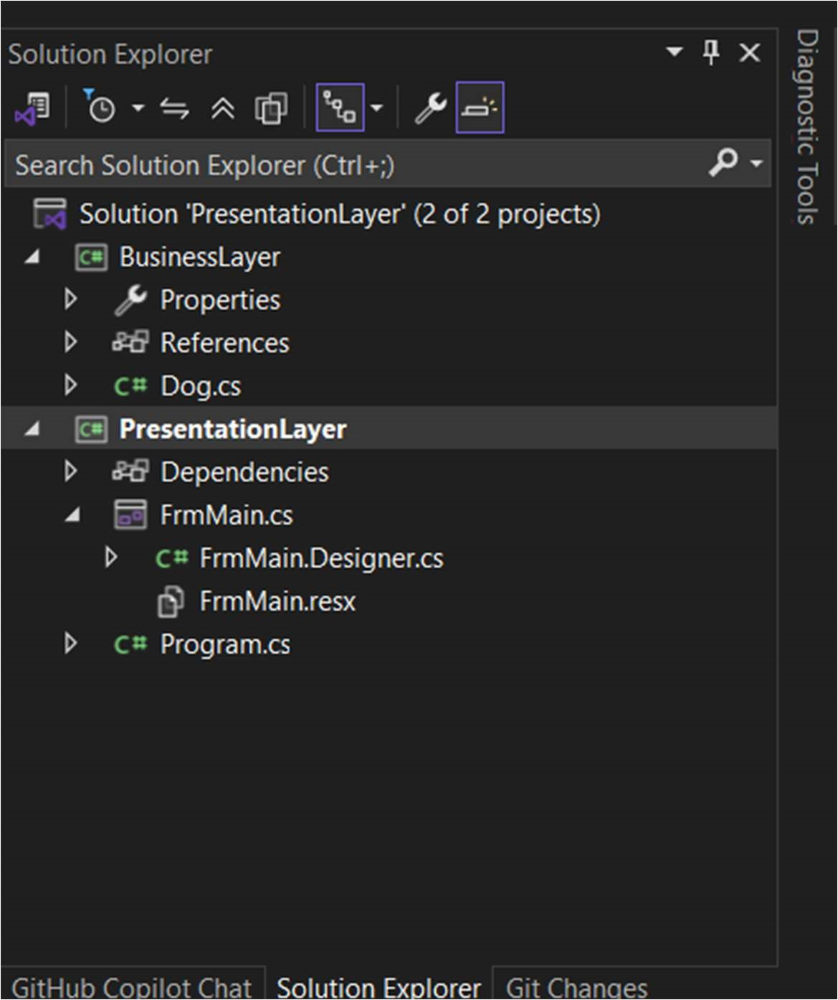 Solution Explorer
Search Solution Explorer (Ctrl+;)
Solution 'PresentationLayer' (2 of 2 projects)
C# BusinessLayer
Properties
References
C# Dog.cs
C# PresentationLayer
Dependencies
FrmMain.cs
C# FrmMain.Designer.cs
FrmMain.resx
C# Program.cs
GitHub Copilot Chat
Solution Explorer
Git Changes
Diagnostic Tools